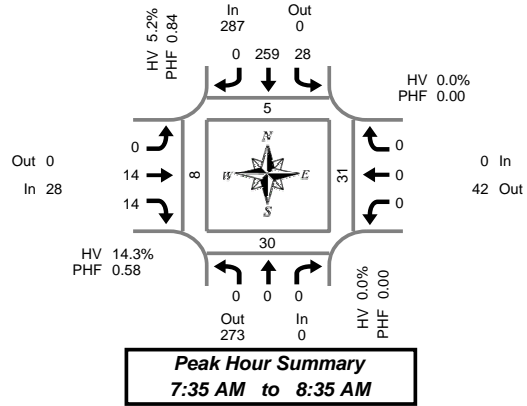 HV 5.2%
PHF 0.84
In Out
287 0
0 259 28
HV 0.0%
PHF 0.00
5
Out 0
In 28
0
14
14
8
N
W E
S
31
0
0
0
0 In
42 Out
30
HV 14.3%
PHF 0.58
0 0 0
HV 0.0%
PHF 0.00
Out In
273 0
Peak Hour Summary
7:35 AM to 8:35 AM